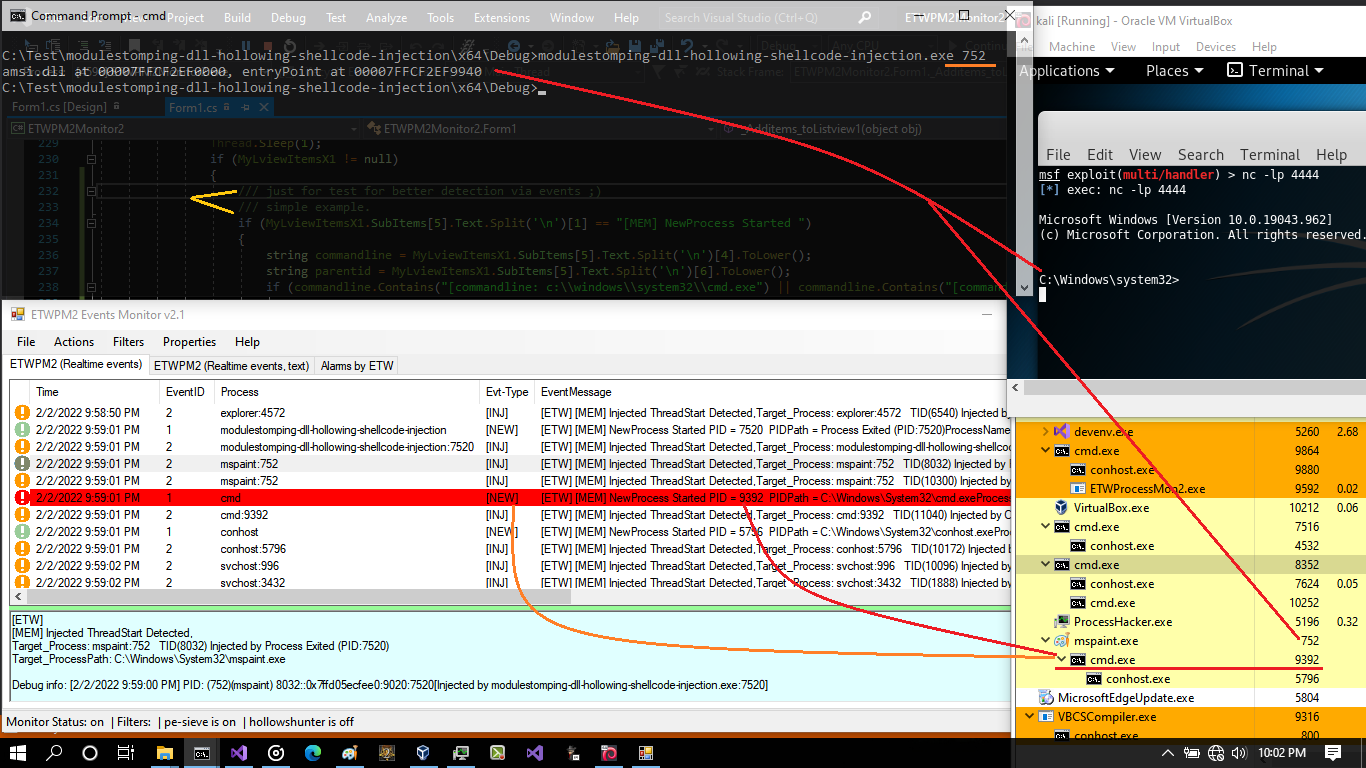 Command Prompt - cmd
Project Build Debug Test Analyze Tools Extensions Window Help Search Visual Studio (Ctrl+Q) ETWPM2Monitor2
C:\Test\modulestomping-dll-hollowing-shellcode-injection\x64\Debug>modulestomping-dll-hollowing-shellcode-injection.exe 752
amsi.dll at 00007FFCF2EF0000, entryPoint at 00007FFCF2EF9940
C:\Test\modulestomping-dll-hollowing-shellcode-injection\x64\Debug>
Form1.cs [Design] Form1.cs
ETWPM2Monitor2 ETWPM2Monitor2.Form1 _Additems_toListview1(object obj)
229 Thread.Sleep(1);
230 if (MyLviewItemsX1 != null)
231 {
232 /// just for test for better detection via events ;)
233 /// simple example.
234 if (MyLviewItemsX1.SubItems[5].Text.Split('\n')[1] == "[MEM] NewProcess Started ")
235 {
236 string commandline = MyLviewItemsX1.SubItems[5].Text.Split('\n')[4].ToLower();
237 string parentid = MyLviewItemsX1.SubItems[5].Text.Split('\n')[6].ToLower();
238 if (commandline.Contains("[commandline: c:\\windows\\system32\\cmd.exe") || commandline.Contains("[command
kali [Running] - Oracle VM VirtualBox
Machine View Input Devices Help
Applications Places Terminal
File Edit View Search Terminal Help
msf exploit(multi/handler) > nc -lp 4444
[*] exec: nc -lp 4444
Microsoft Windows [Version 10.0.19043.962]
(c) Microsoft Corporation. All rights reserved.
C:\Windows\system32>
ETWPM2 Events Monitor v2.1
File Actions Filters Properties Help
ETWPM2 (Realtime events) ETWPM2 (Realtime events, text) Alarms by ETW
Time EventID Process Evt-Type EventMessage
2/2/2022 9:58:50 PM 2 explorer:4572 [INJ] [ETW] [MEM] Injected ThreadStart Detected,Target_Process: explorer:4572 TID(6540) Injected by
2/2/2022 9:59:01 PM 1 modulestomping-dll-hollowing-shellcode-injection [NEW] [ETW] [MEM] NewProcess Started PID = 7520 PIDPath = Process Exited (PID:7520)ProcessName
2/2/2022 9:59:01 PM 2 modulestomping-dll-hollowing-shellcode-injection:7520 [INJ] [ETW] [MEM] Injected ThreadStart Detected,Target_Process: modulestomping-dll-hollowing-shellcode
2/2/2022 9:59:01 PM 2 mspaint:752 [INJ] [ETW] [MEM] Injected ThreadStart Detected,Target_Process: mspaint:752 TID(8032) Injected by
2/2/2022 9:59:01 PM 2 mspaint:752 [INJ] [ETW] [MEM] Injected ThreadStart Detected,Target_Process: mspaint:752 TID(10300) Injected by
2/2/2022 9:59:01 PM 1 cmd [NEW] [ETW] [MEM] NewProcess Started PID = 9392 PIDPath = C:\Windows\System32\cmd.exeProcess
2/2/2022 9:59:01 PM 2 cmd:9392 [INJ] [ETW] [MEM] Injected ThreadStart Detected,Target_Process: cmd:9392 TID(11040) Injected by C
2/2/2022 9:59:01 PM 1 conhost [NEW] [ETW] [MEM] NewProcess Started PID = 5796 PIDPath = C:\Windows\System32\conhost.exePro
2/2/2022 9:59:02 PM 2 conhost:5796 [INJ] [ETW] [MEM] Injected ThreadStart Detected,Target_Process: conhost:5796 TID(10172) Injected by
2/2/2022 9:59:02 PM 2 svchost:996 [INJ] [ETW] [MEM] Injected ThreadStart Detected,Target_Process: svchost:996 TID(10096) Injected by
2/2/2022 9:59:02 PM 2 svchost:3432 [INJ] [ETW] [MEM] Injected ThreadStart Detected,Target_Process: svchost:3432 TID(1888) Injected by
[ETW]
[MEM] Injected ThreadStart Detected,
Target_Process: mspaint:752 TID(8032) Injected by Process Exited (PID:7520)
Target_ProcessPath: C:\Windows\System32\mspaint.exe
Debug info: [2/2/2022 9:59:00 PM] PID: (752)(mspaint) 8032::0x7ffd05ecfee0:9020:7520[Injected by modulestomping-dll-hollowing-shellcode-injection.exe:7520]
Monitor Status: on | Filters: | pe-sieve is on | hollowshunter is off
devenv.exe 5260 2.68
cmd.exe 9864
conhost.exe 9880
ETWProcessMon2.exe 9592 0.02
VirtualBox.exe 10212 0.06
cmd.exe 7516
conhost.exe 4532
cmd.exe 8352
conhost.exe 7624 0.05
cmd.exe 10252
ProcessHacker.exe 5196 0.32
mspaint.exe 752
cmd.exe 9392
conhost.exe 5796
MicrosoftEdgeUpdate.exe 5804
VBCSCompiler.exe 9316
conhost.exe 800
10:02 PM